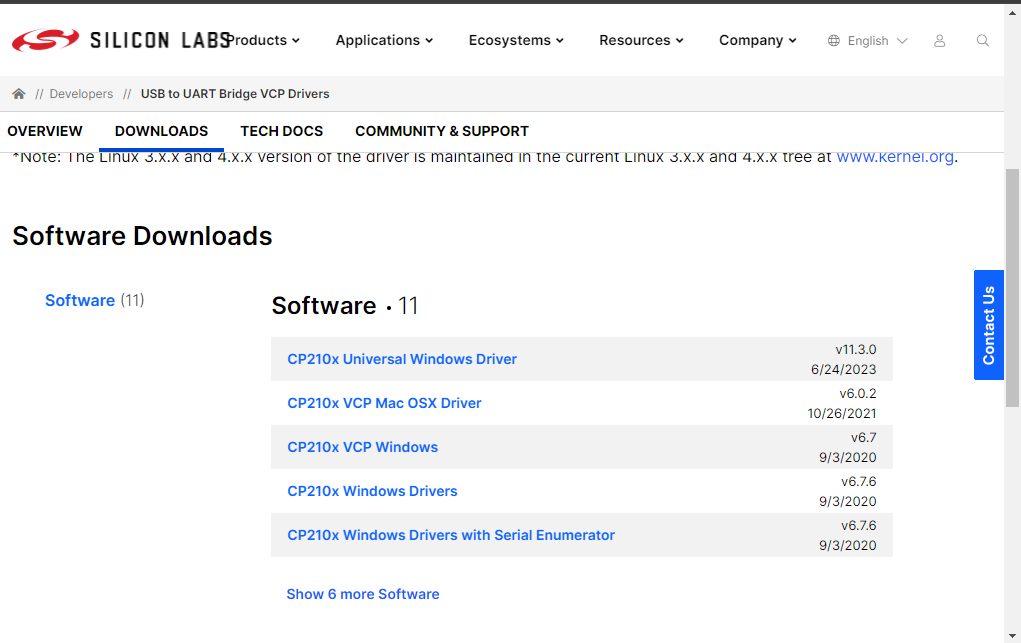 SILICON LABS
Products
Applications
Ecosystems
Resources
Company
English
// Developers // USB to UART Bridge VCP Drivers
OVERVIEW
DOWNLOADS
TECH DOCS
COMMUNITY & SUPPORT
*Note: The Linux 3.x.x and 4.x.x version of the driver is maintained in the current Linux 3.x.x and 4.x.x tree at www.kernel.org.
Software Downloads
Software (11)
Software • 11
CP210x Universal Windows Driver
v11.3.0
6/24/2023
CP210x VCP Mac OSX Driver
v6.0.2
10/26/2021
CP210x VCP Windows
v6.7
9/3/2020
CP210x Windows Drivers
v6.7.6
9/3/2020
CP210x Windows Drivers with Serial Enumerator
v6.7.6
9/3/2020
Show 6 more Software
Contact Us